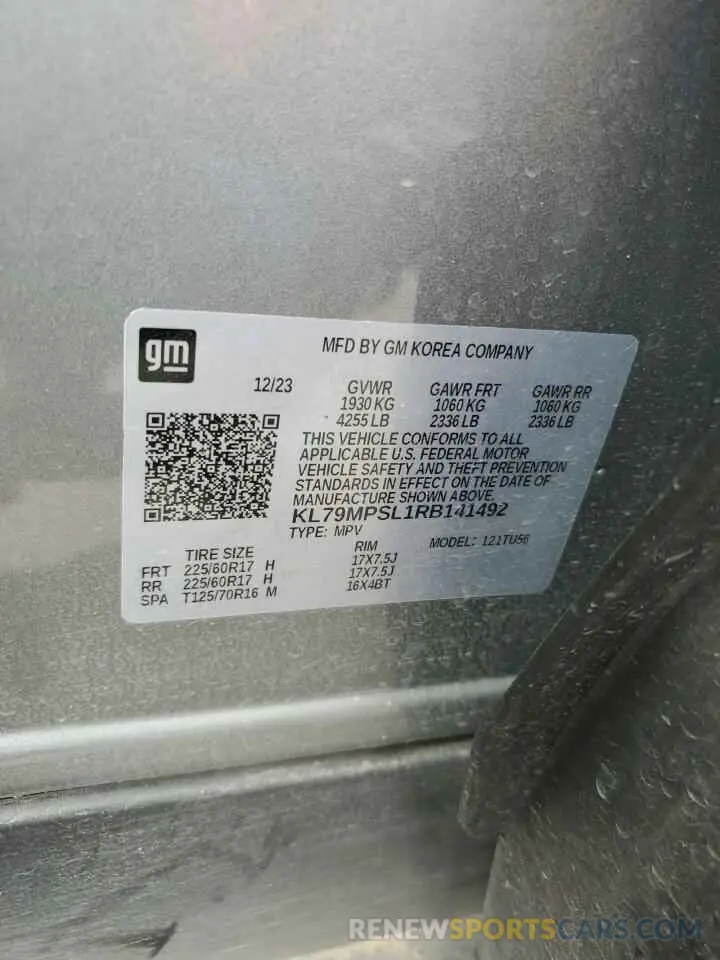 gm
MFD BY GM KOREA COMPANY
12/23 GVWR GAWR FRT GAWR RR
1930 KG 1060 KG 1060 KG
4255 LB 2336 LB 2336 LB
THIS VEHICLE CONFORMS TO ALL
APPLICABLE U.S. FEDERAL MOTOR
VEHICLE SAFETY AND THEFT PREVENTION
STANDARDS IN EFFECT ON THE DATE OF
MANUFACTURE SHOWN ABOVE.
KL79MPSL1RB141492
TYPE: MPV MODEL: 121TU56
TIRE SIZE RIM
FRT 225/60R17 H 17X7.5J
RR 225/60R17 H 17X7.5J
SPA T125/70R16 M 16X4BT
RENEWSPORTSCARS.COM